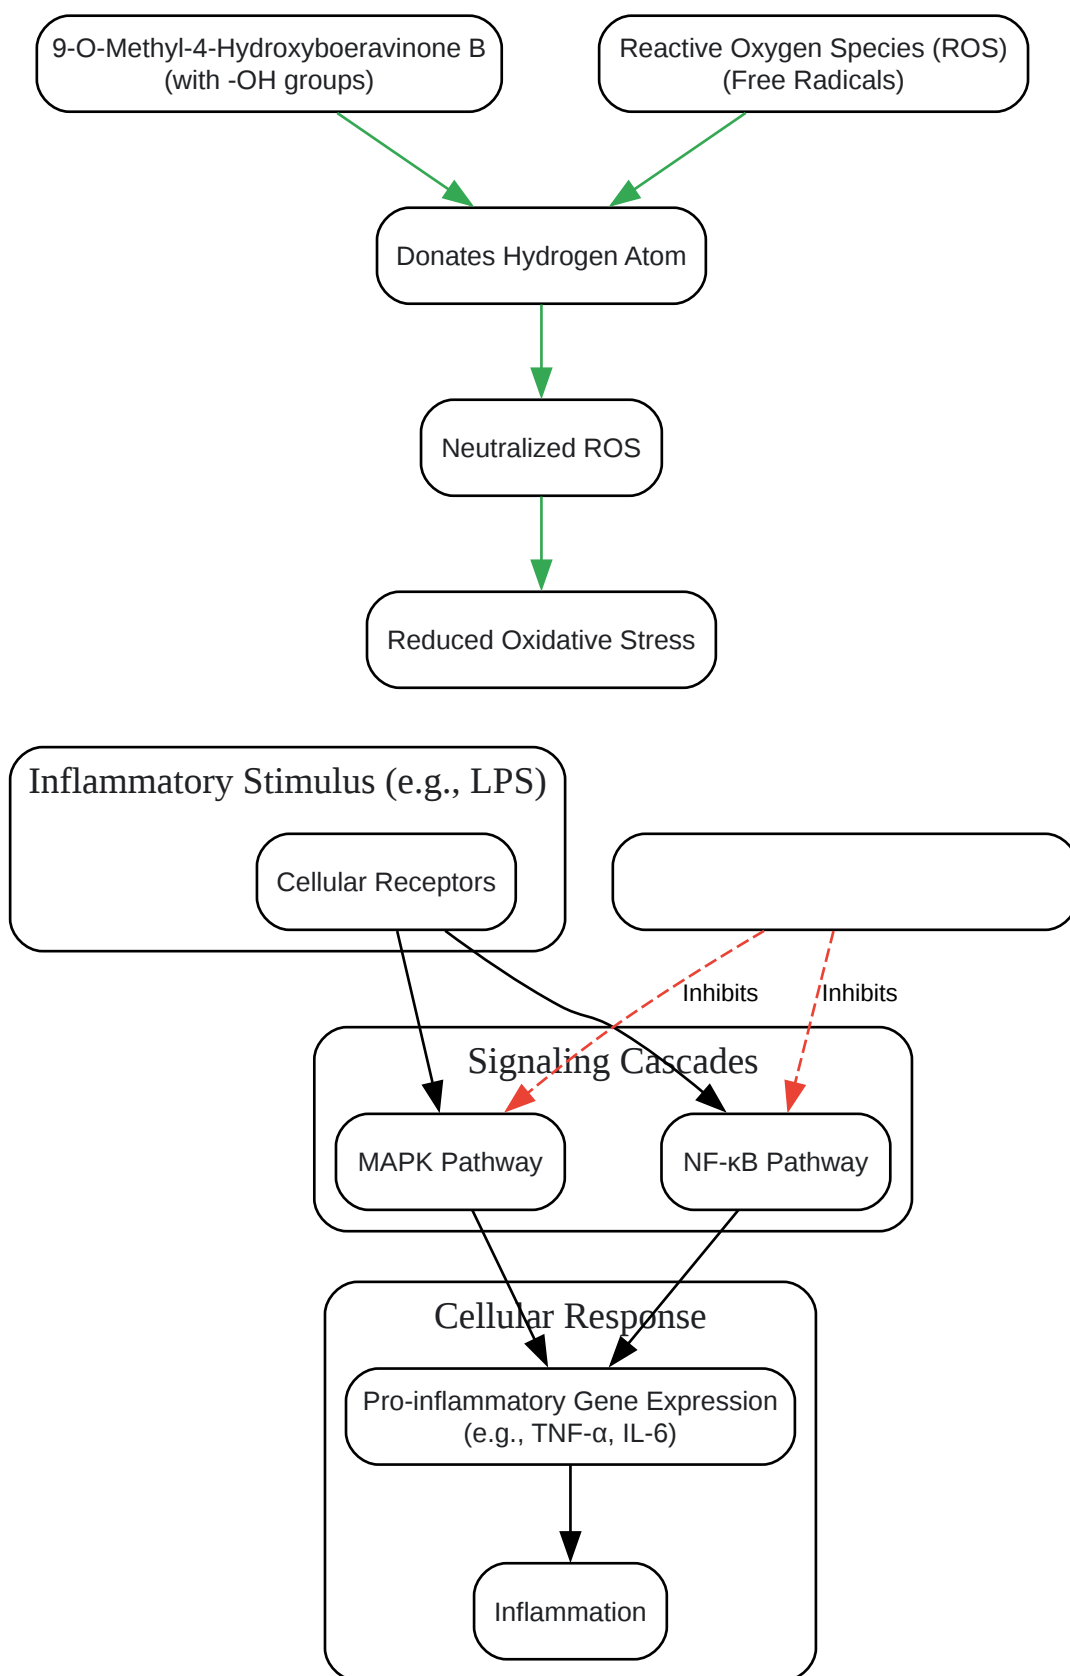 9-O-Methyl-4-Hydroxyboeravinone B
(with -OH groups)
Reactive Oxygen Species (ROS)
(Free Radicals)
Donates Hydrogen Atom
Neutralized ROS
Reduced Oxidative Stress
Inflammatory Stimulus (e.g., LPS)
Cellular Receptors
Inhibits
Inhibits
Signaling Cascades
MAPK Pathway
NF-κB Pathway
Cellular Response
Pro-inflammatory Gene Expression
(e.g., TNF-α, IL-6)
Inflammation